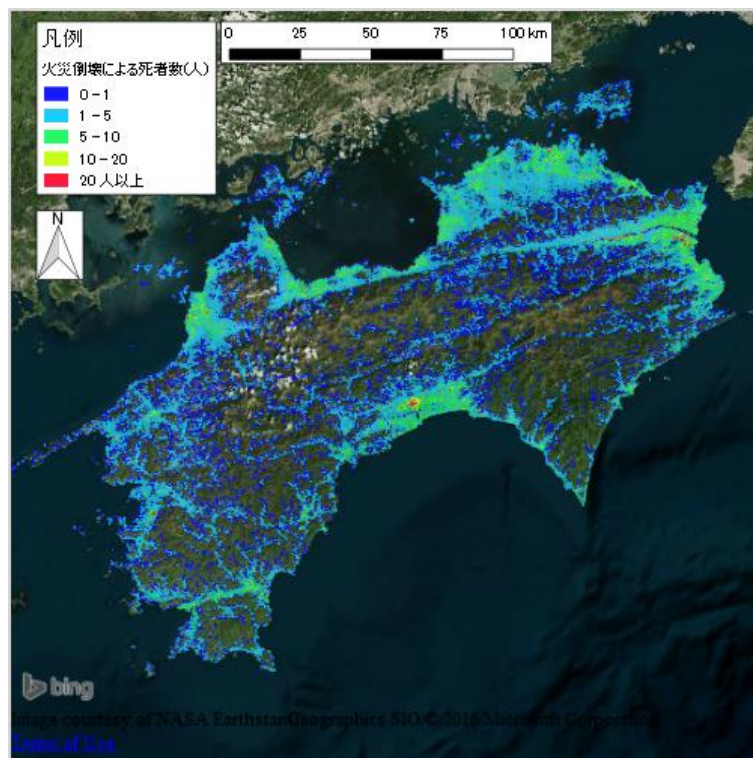 凡例
火災倒壊による死者数(人)
0 - 1
1 - 5
5 - 10
10 - 20
20 人以上
0 25 50 75 100 km
N
bing
Image courtesy of NASA Earthstar Geographics SIO © 2016 Microsoft Corporation
Terms of Use